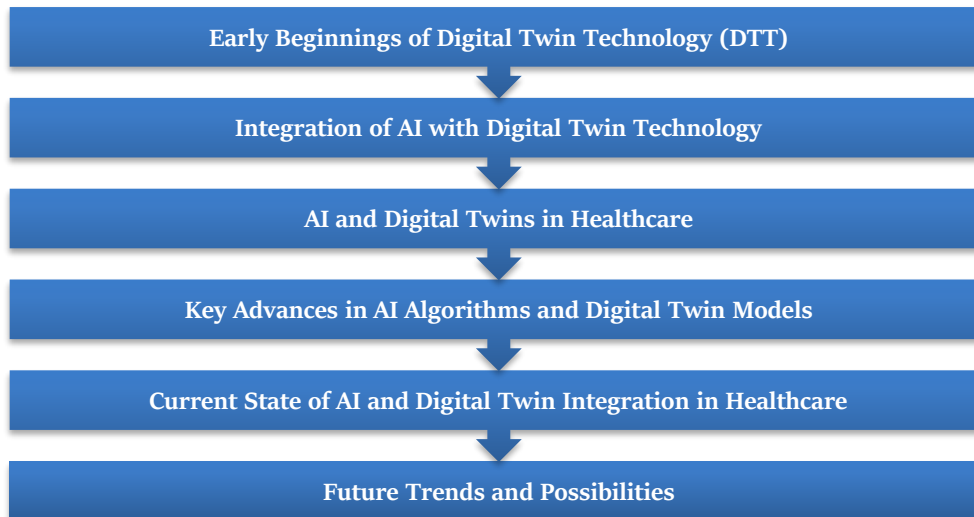 Early Beginnings of Digital Twin Technology (DTT)
Integration of AI with Digital Twin Technology
AI and Digital Twins in Healthcare
Key Advances in AI Algorithms and Digital Twin Models
Current State of AI and Digital Twin Integration in Healthcare
Future Trends and Possibilities